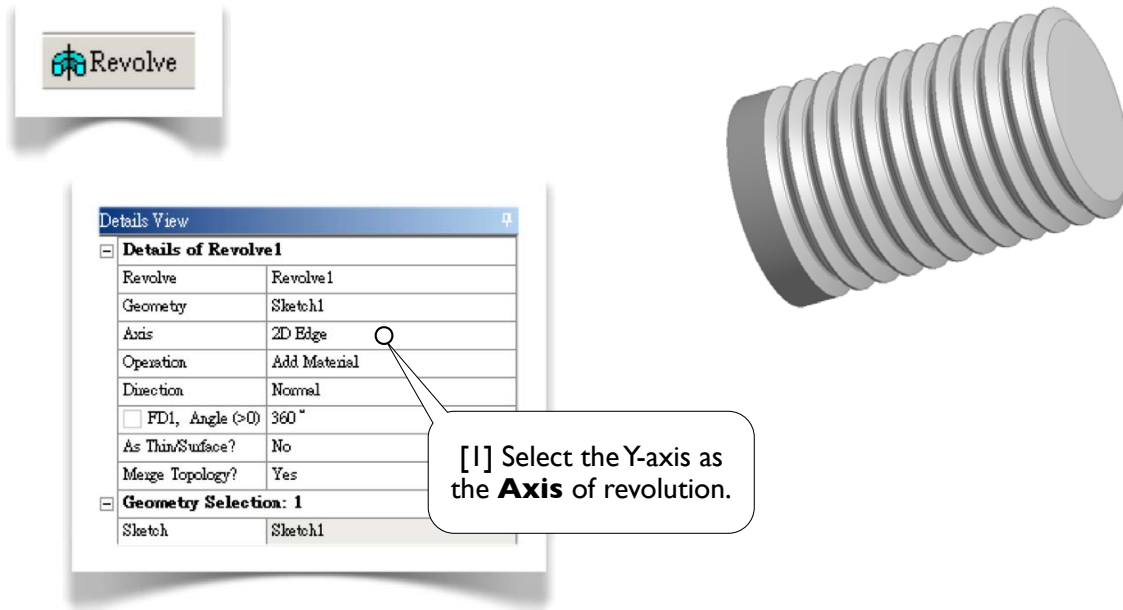 Revolve
Details View
Details of Revolve1
Revolve Revolve1
Geometry Sketch1
Axis 2D Edge
Operation Add Material
Direction Normal
FD1, Angle (>0) 360°
As Thin/Surface? No
Merge Topology? Yes
Geometry Selection: 1
Sketch Sketch1
[1] Select the Y-axis as
the Axis of revolution.